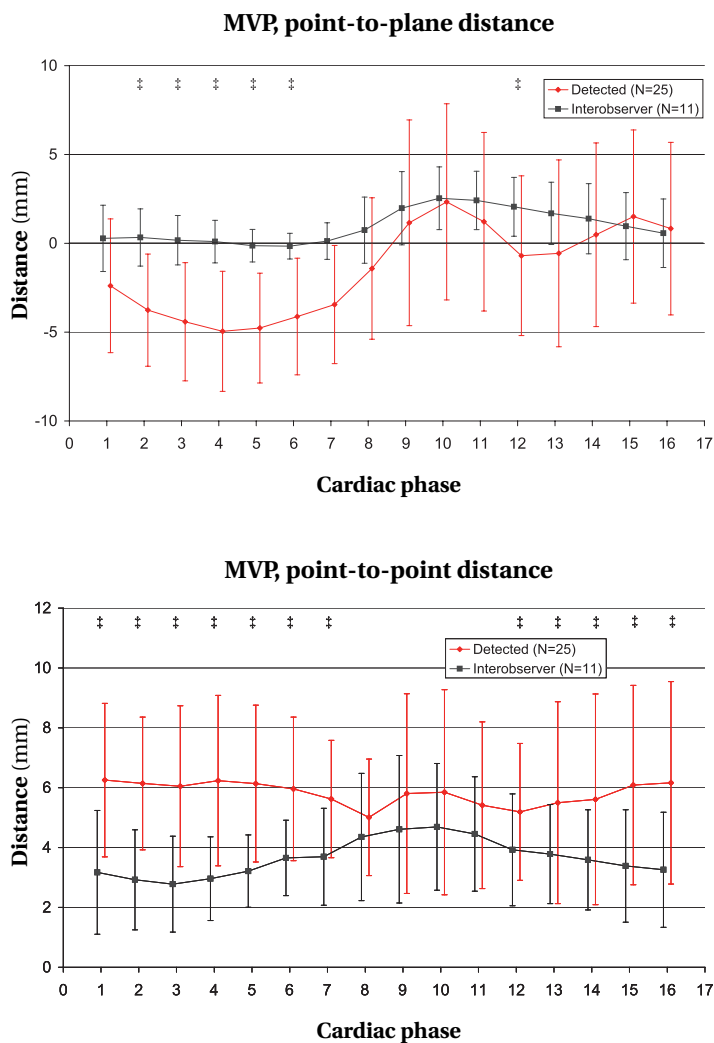 MVP, point-to-plane distance
10
‡ ‡ ‡ ‡ ‡ ‡
Detected (N=25)
Interobserver (N=11)
5
Distance (mm)
0
-5
-10
0 1 2 3 4 5 6 7 8 9 10 11 12 13 14 15 16 17
Cardiac phase
MVP, point-to-point distance
12
‡ ‡ ‡ ‡ ‡ ‡ ‡ ‡ ‡ ‡ ‡ ‡
10
Detected (N=25)
Interobserver (N=11)
8
Distance (mm)
6
4
2
0
0 1 2 3 4 5 6 7 8 9 10 11 12 13 14 15 16 17
Cardiac phase